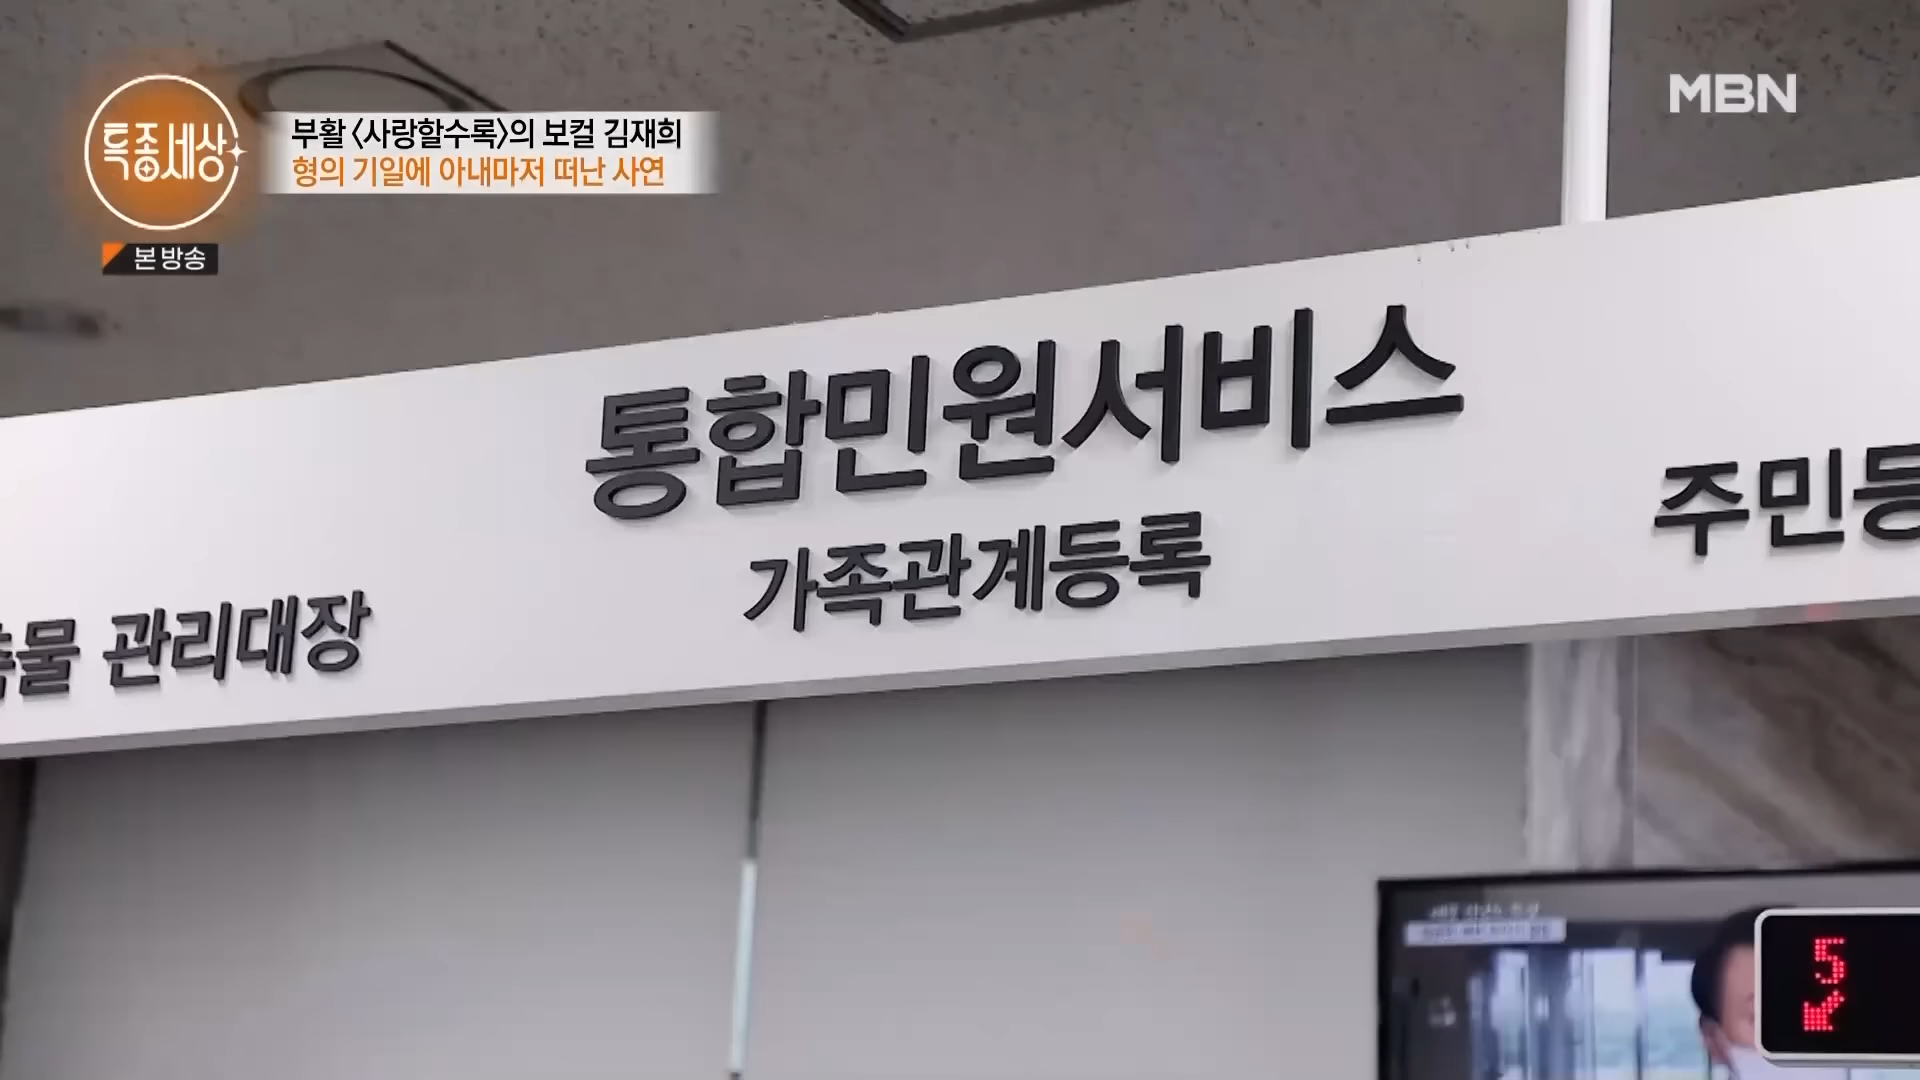 특종세상
부활 〈사랑할수록〉의 보컬 김재희
형의 기일에 아내마저 떠난 사연
본방송
MBN
통합민원서비스
가족관계등록
물 관리대장
주민등
5